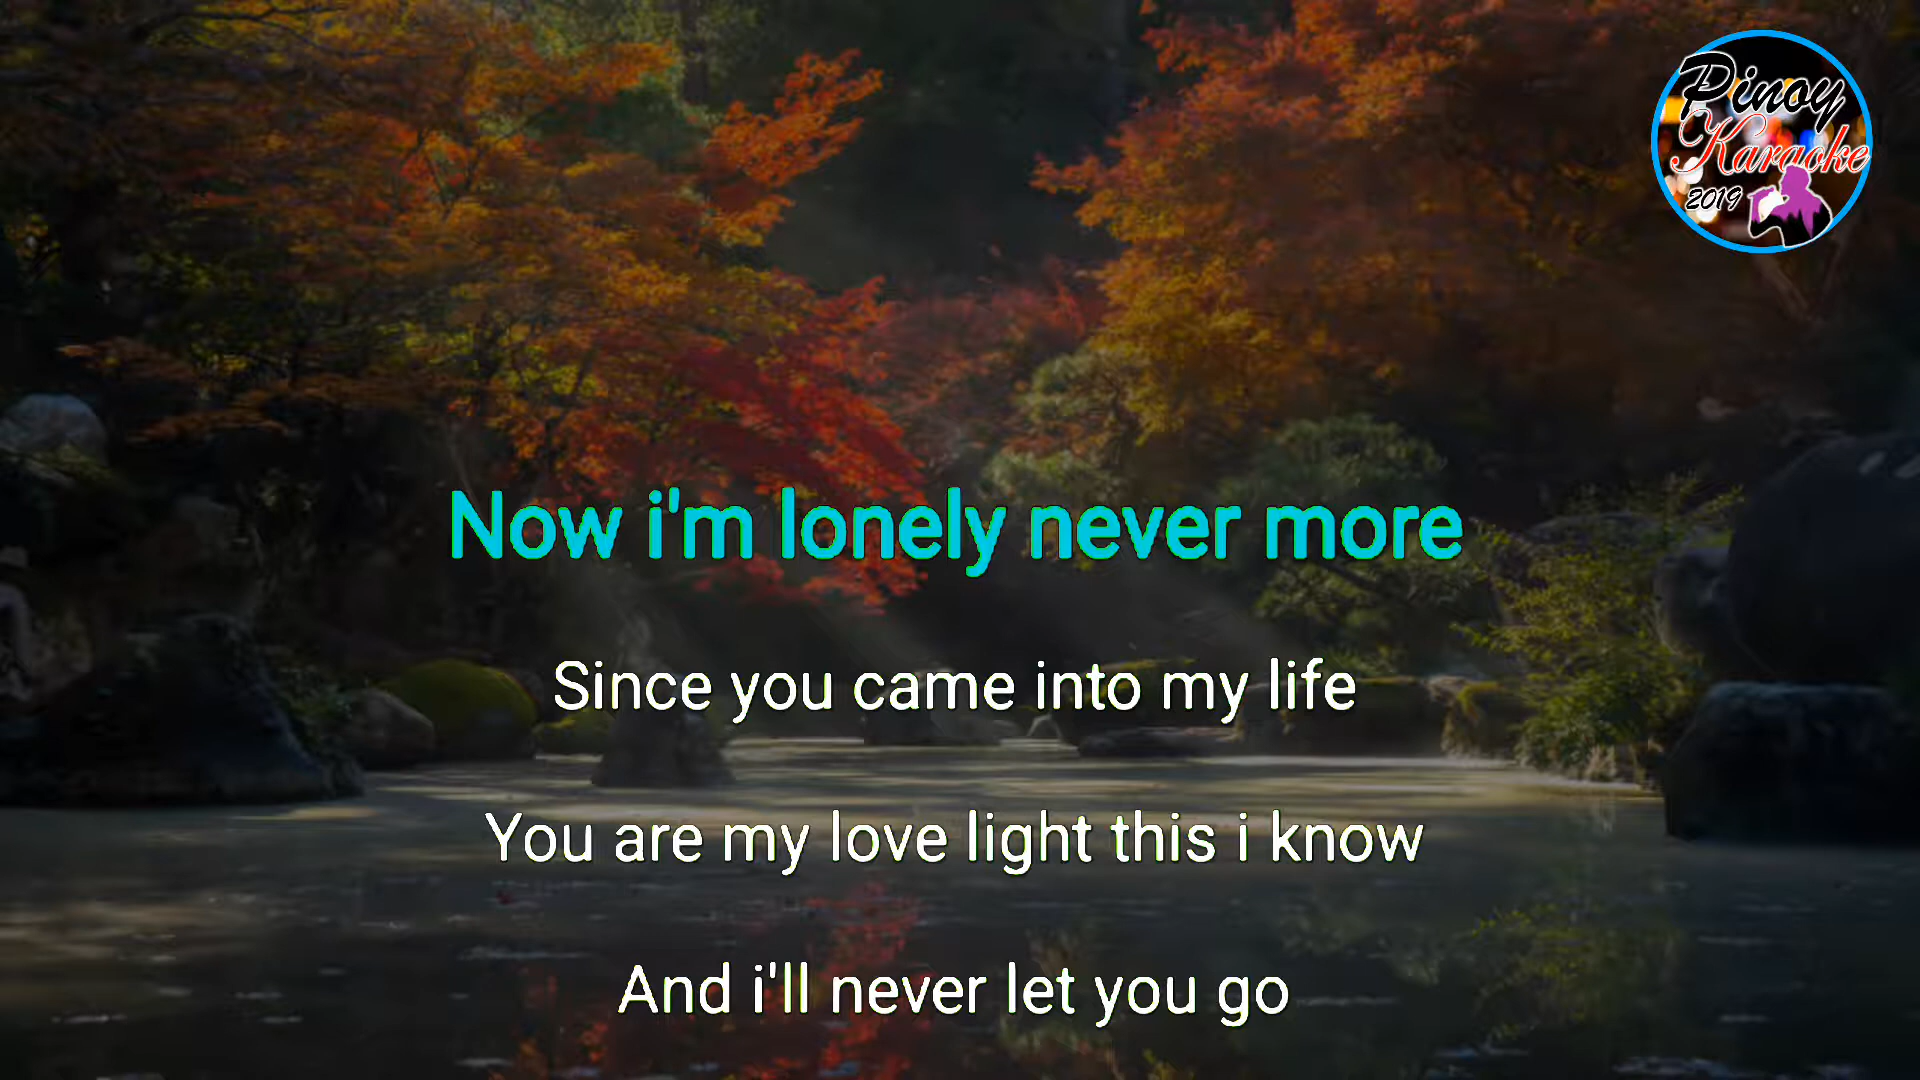 Pinoy
Karaoke
2019
Now i'm lonely never more
Since you came into my life
You are my love light this i know
And i'll never let you go